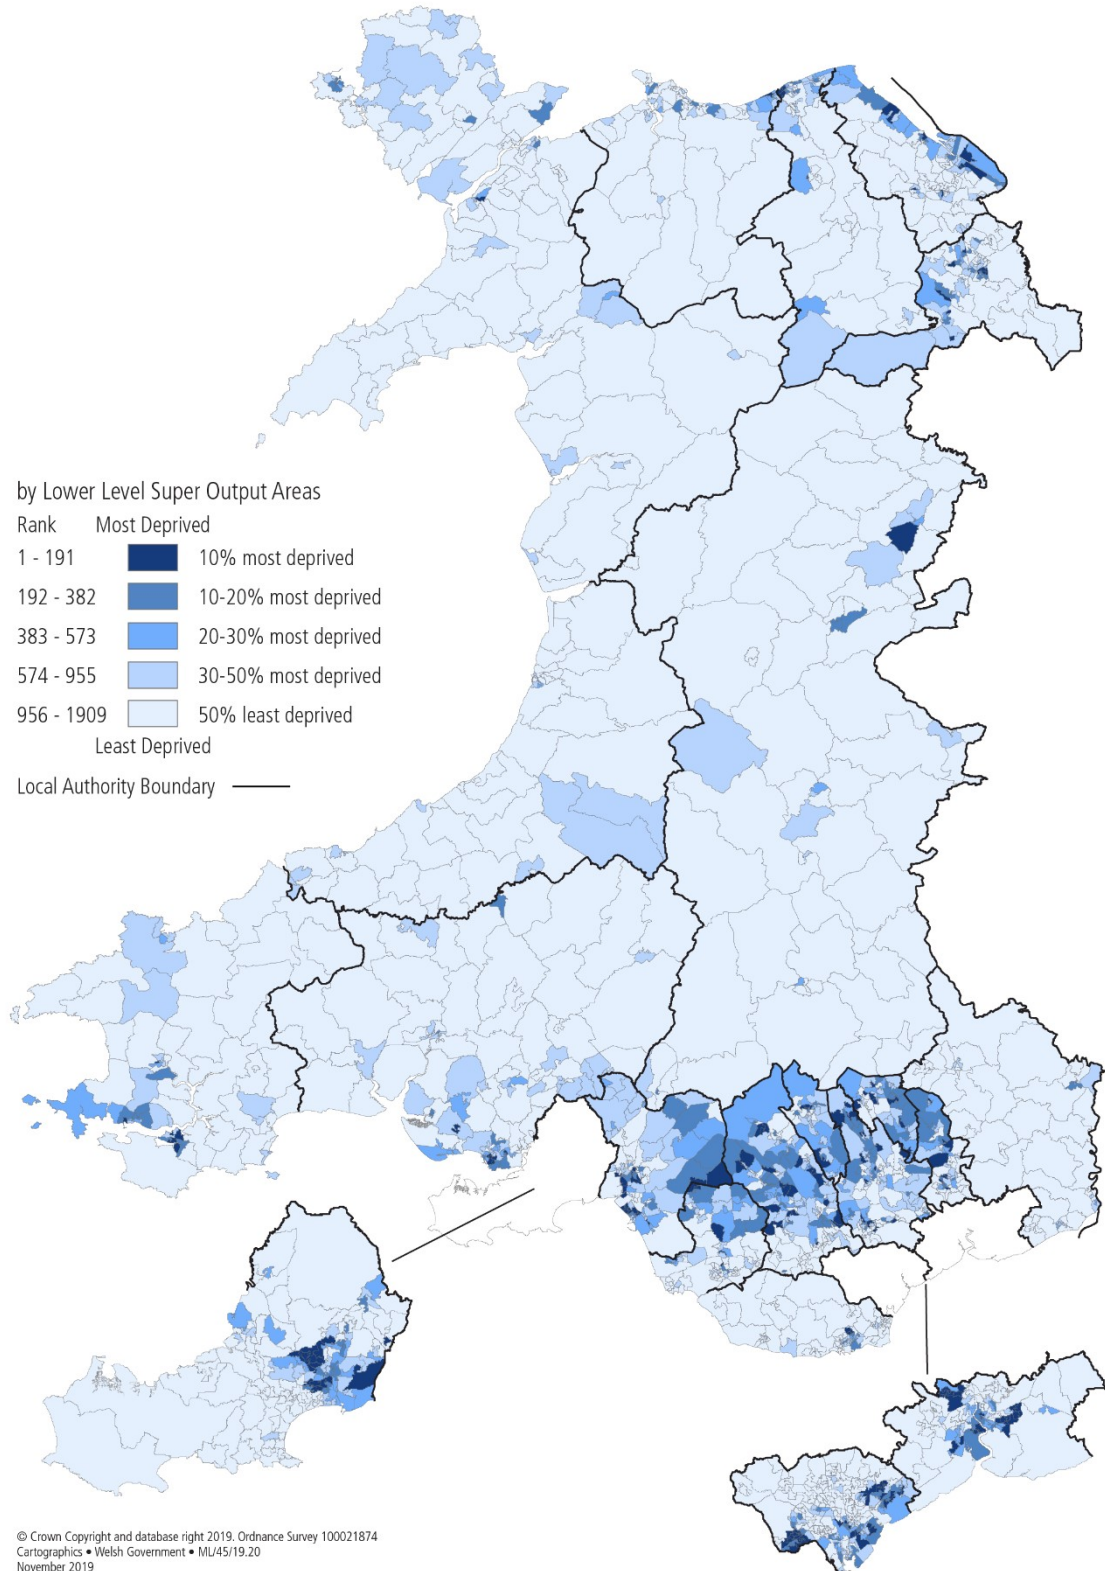 by Lower Level Super Output Areas
Rank Most Deprived
1 - 191 10% most deprived
192 - 382 10-20% most deprived
383 - 573 20-30% most deprived
574 - 955 30-50% most deprived
956 - 1909 50% least deprived
Least Deprived
Local Authority Boundary
© Crown Copyright and database right 2019. Ordnance Survey 100021874
Cartographics • Welsh Government • ML/45/19.20
November 2019